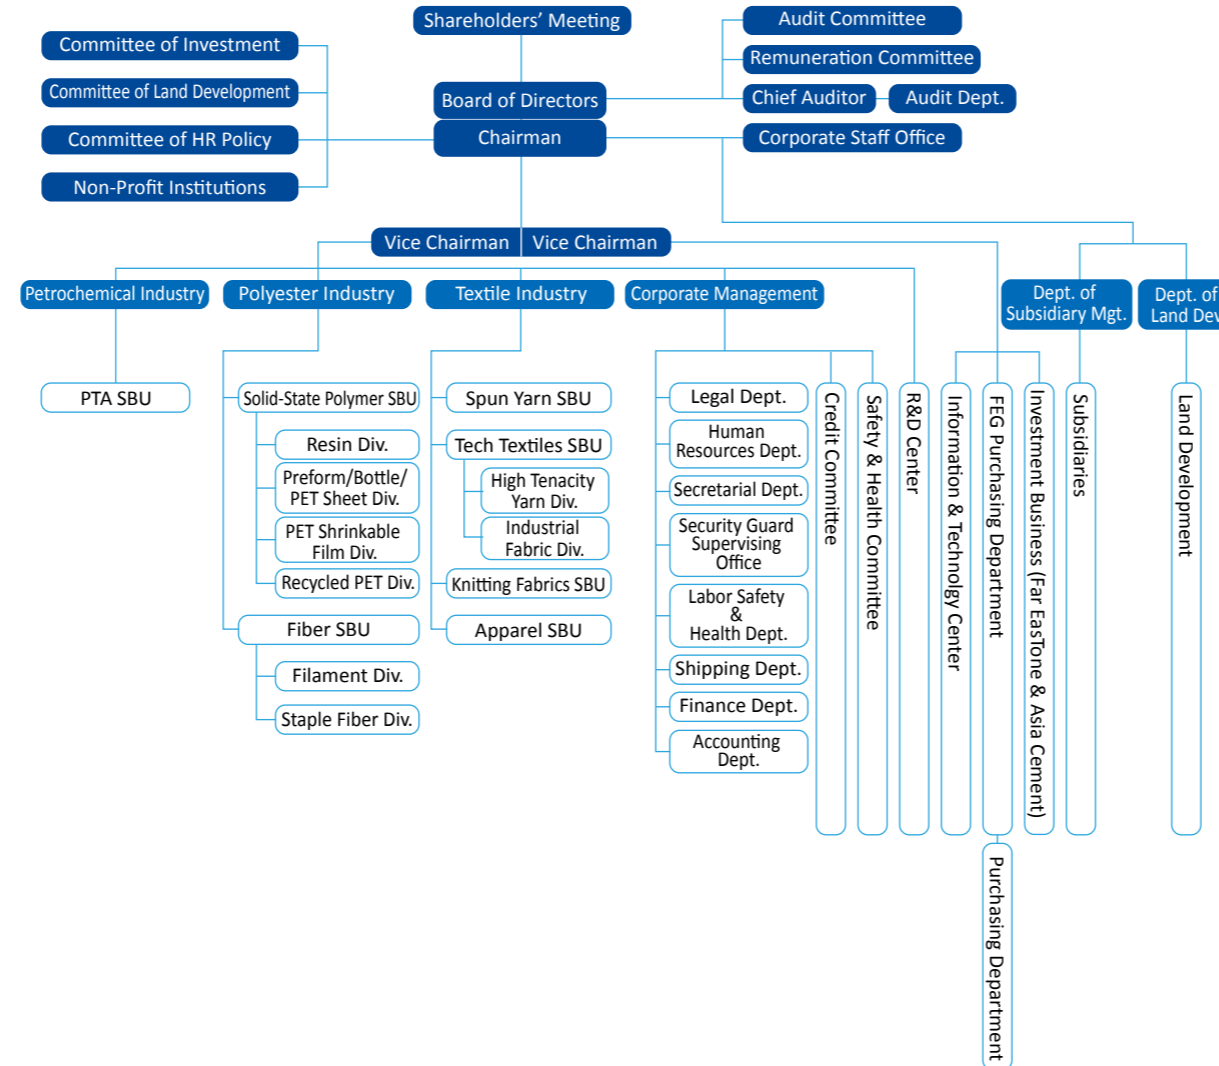 Shareholders' Meeting
Audit Committee
Committee of Investment
Remuneration Committee
Committee of Land Development
Board of Directors
Chief Auditor
Audit Dept.
Committee of HR Policy
Chairman
Corporate Staff Office
Non-Profit Institutions
Vice Chairman
Vice Chairman
Petrochemical Industry
Polyester Industry
Textile Industry
Corporate Management
Dept. of
Subsidiary Mgt.
Dept. of
Land Dev
PTA SBU
Solid-State Polymer SBU
Resin Div.
Preform/Bottle/
PET Sheet Div.
PET Shrinkable
Film Div.
Recycled PET Div.
Fiber SBU
Filament Div.
Staple Fiber Div.
Spun Yarn SBU
Tech Textiles SBU
High Tenacity
Yarn Div.
Industrial
Fabric Div.
Knitting Fabrics SBU
Apparel SBU
Legal Dept.
Human
Resources Dept.
Secretarial Dept.
Security Guard
Supervising
Office
Labor Safety
&
Health Dept.
Shipping Dept.
Finance Dept.
Accounting
Dept.
Credit Committee
Safety & Health Committee
R&D Center
Information & Technology Center
FEG Purchasing Department
Purchasing Department
Investment Business (Far EasTone & Asia Cement)
Subsidiaries
Land Development